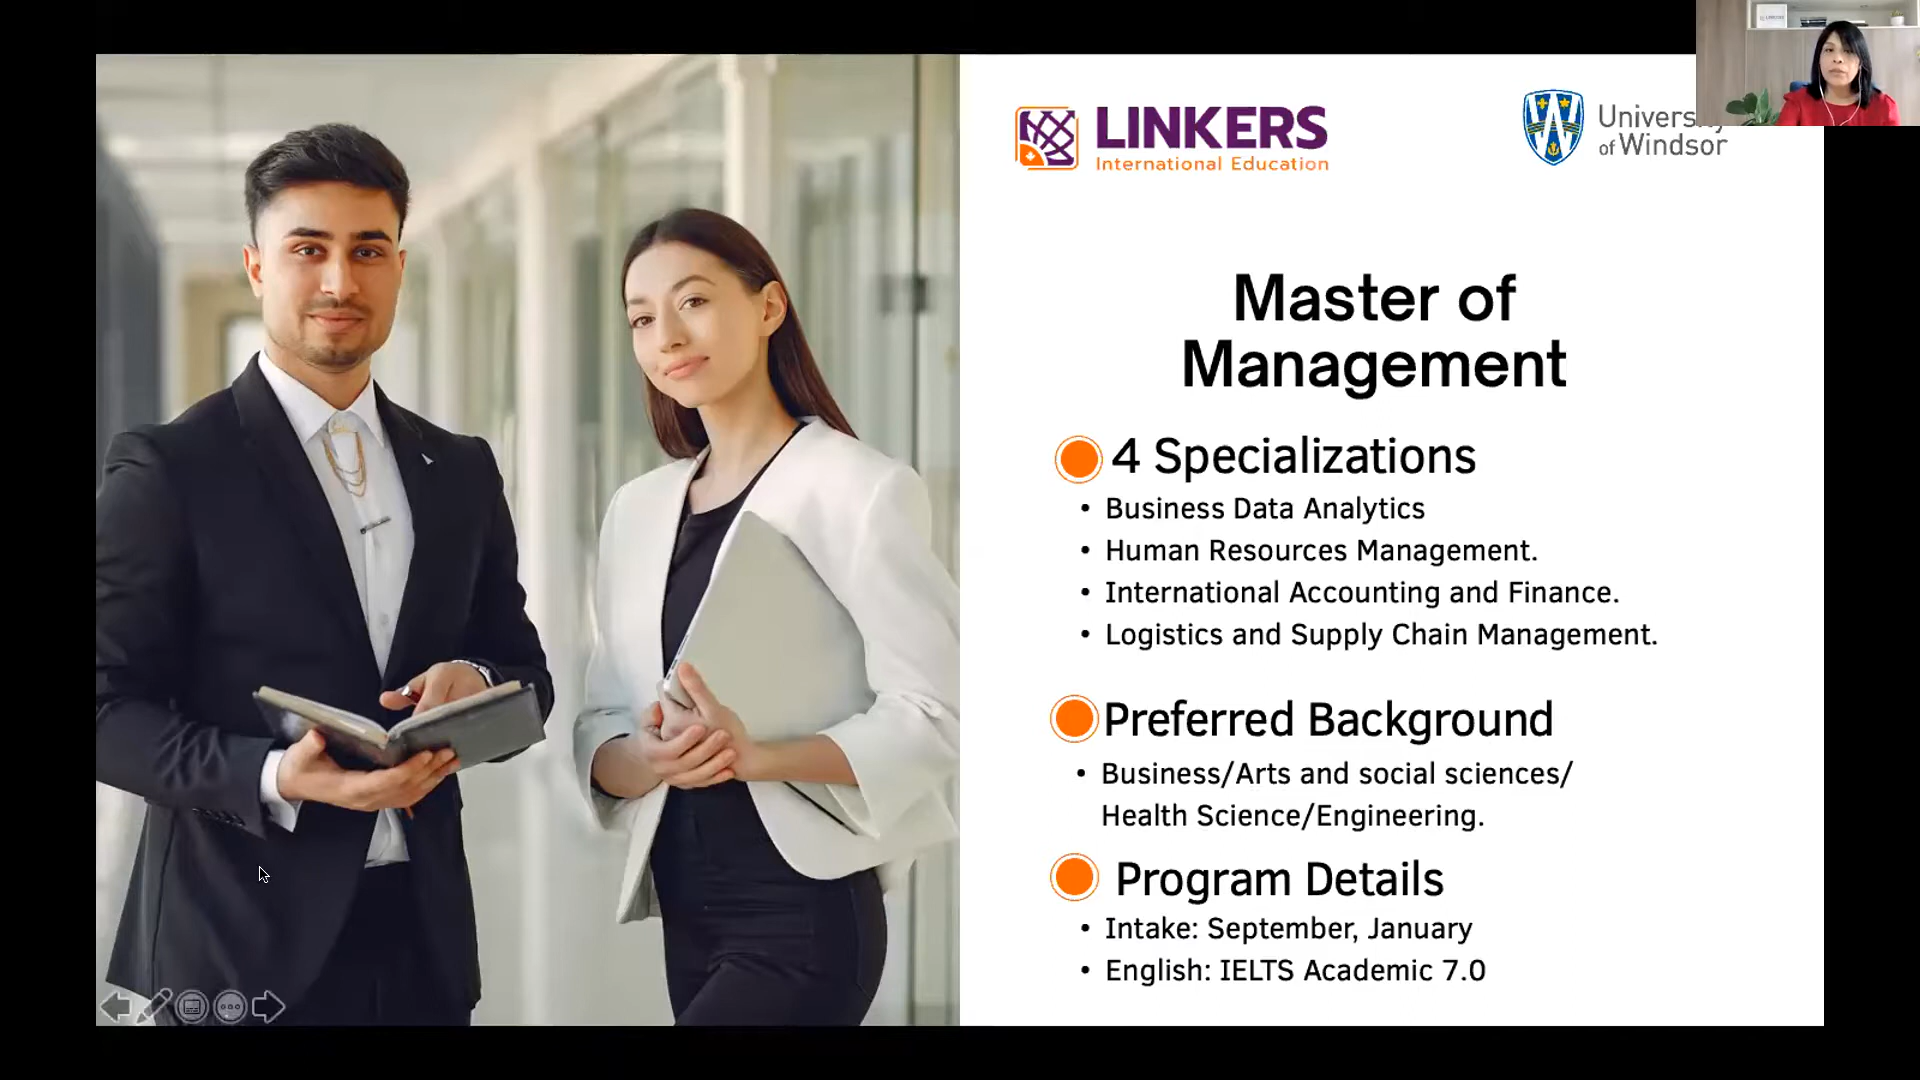 LINKERS
International Education
University
of Windsor
Master of
Management
4 Specializations
• Business Data Analytics
• Human Resources Management.
• International Accounting and Finance.
• Logistics and Supply Chain Management.
Preferred Background
• Business/Arts and social sciences/
Health Science/Engineering.
Program Details
• Intake: September, January
• English: IELTS Academic 7.0